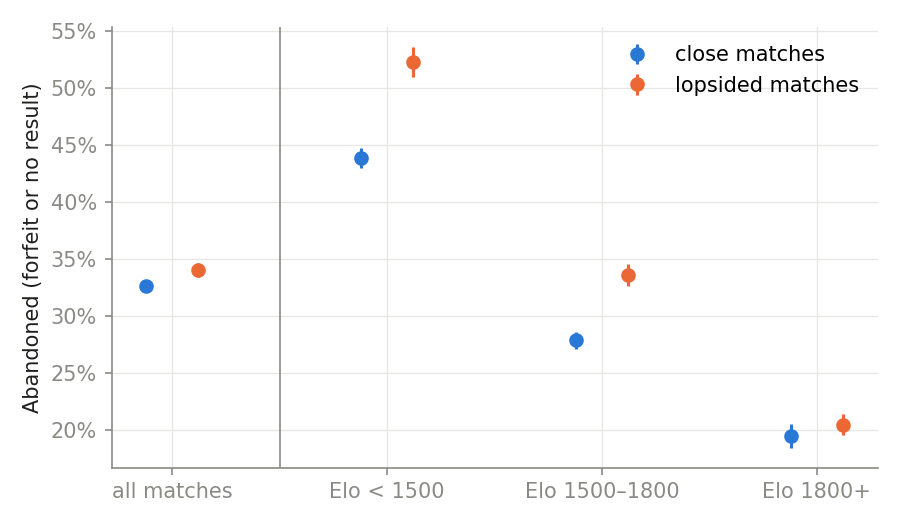 55%
50%
45%
40%
35%
30%
25%
20%
Abandoned (forfeit or no result)
close matches
lopsided matches
all matches
Elo < 1500
Elo 1500–1800
Elo 1800+